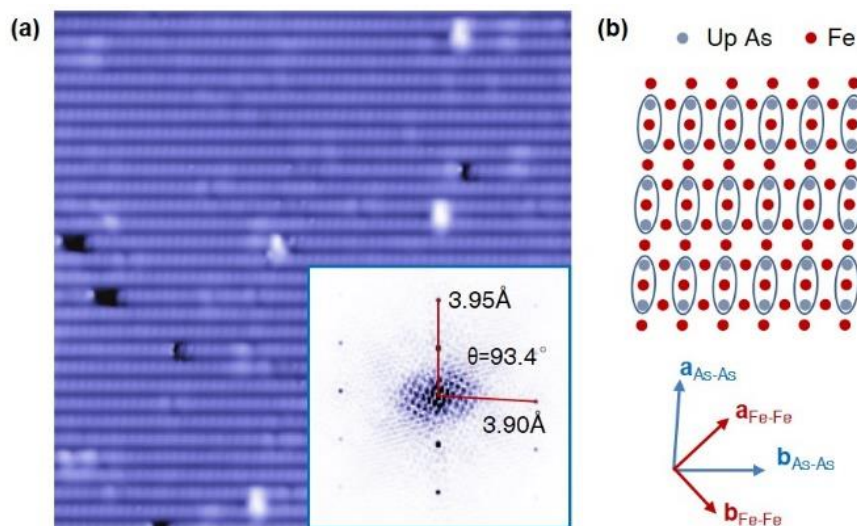 (a)
(b)
Up As
Fe
3.95Å
θ=93.4°
3.90Å
aAs-As
aFe-Fe
bAs-As
bFe-Fe